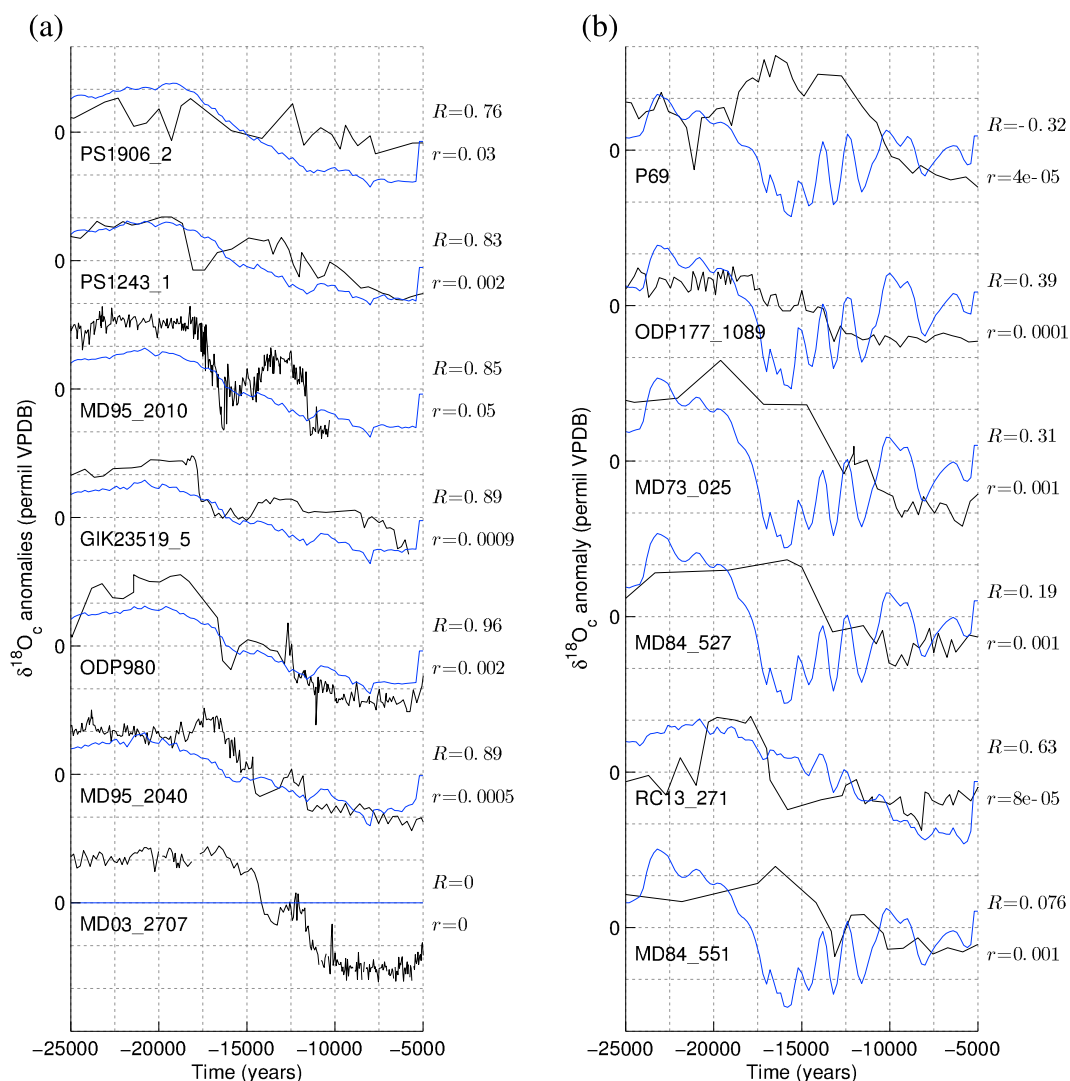 (a)
δ18Oc anomalies (permil VPDB)
0
PS1906_2
R=0.76
r=0.03
0
PS1243_1
R=0.83
r=0.002
0
MD95_2010
R=0.85
r=0.05
0
GIK23519_5
R=0.89
r=0.0009
0
ODP980
R=0.96
r=0.002
0
MD95_2040
R=0.89
r=0.0005
0
MD03_2707
R=0
r=0
−25000 −20000 −15000 −10000 −5000
Time (years)
(b)
δ18Oc anomaly (permil VPDB)
0
P69
R=-0.32
r=4e-05
0
ODP177_1089
R=0.39
r=0.0001
0
MD73_025
R=0.31
r=0.001
0
MD84_527
R=0.19
r=0.001
0
RC13_271
R=0.63
r=8e-05
0
MD84_551
R=0.076
r=0.001
−25000 −20000 −15000 −10000 −5000
Time (years)